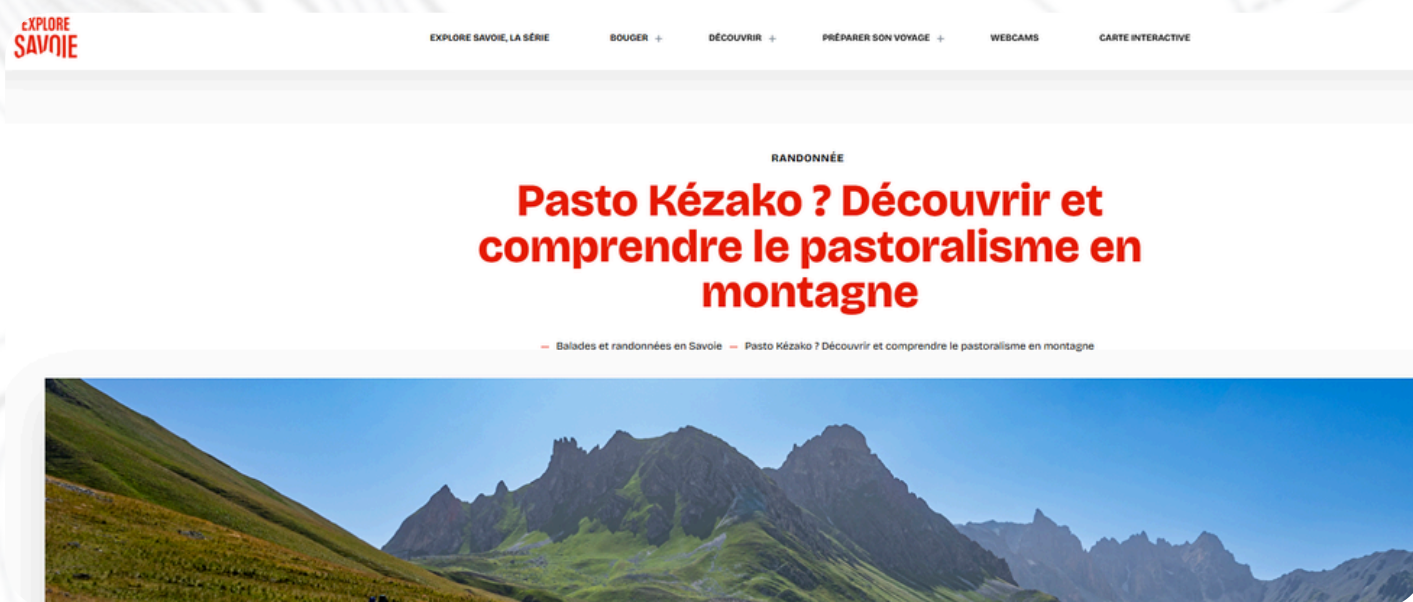 eXPLORE
SAVOIE
EXPLORE SAVOIE, LA SÉRIE
BOUGER +
DÉCOUVRIR +
PRÉPARER SON VOYAGE +
WEBCAMS
CARTE INTERACTIVE
RANDONNÉE
Pasto Kézako ? Découvrir et
comprendre le pastoralisme en
montagne
— Balades et randonnées en Savoie — Pasto Kézako ? Découvrir et comprendre le pastoralisme en montagne